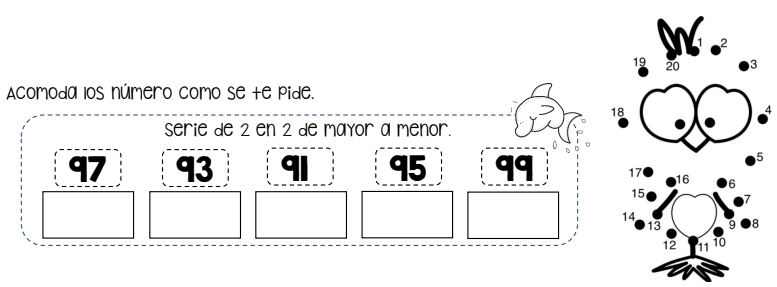 Acomoda los número como se te pide.
Serie de 2 en 2 de mayor a menor.
97 93 91 95 99
1 2
19 20 3
18 4
5
17 16 6
15 7
14 13 9 8
12 11 10